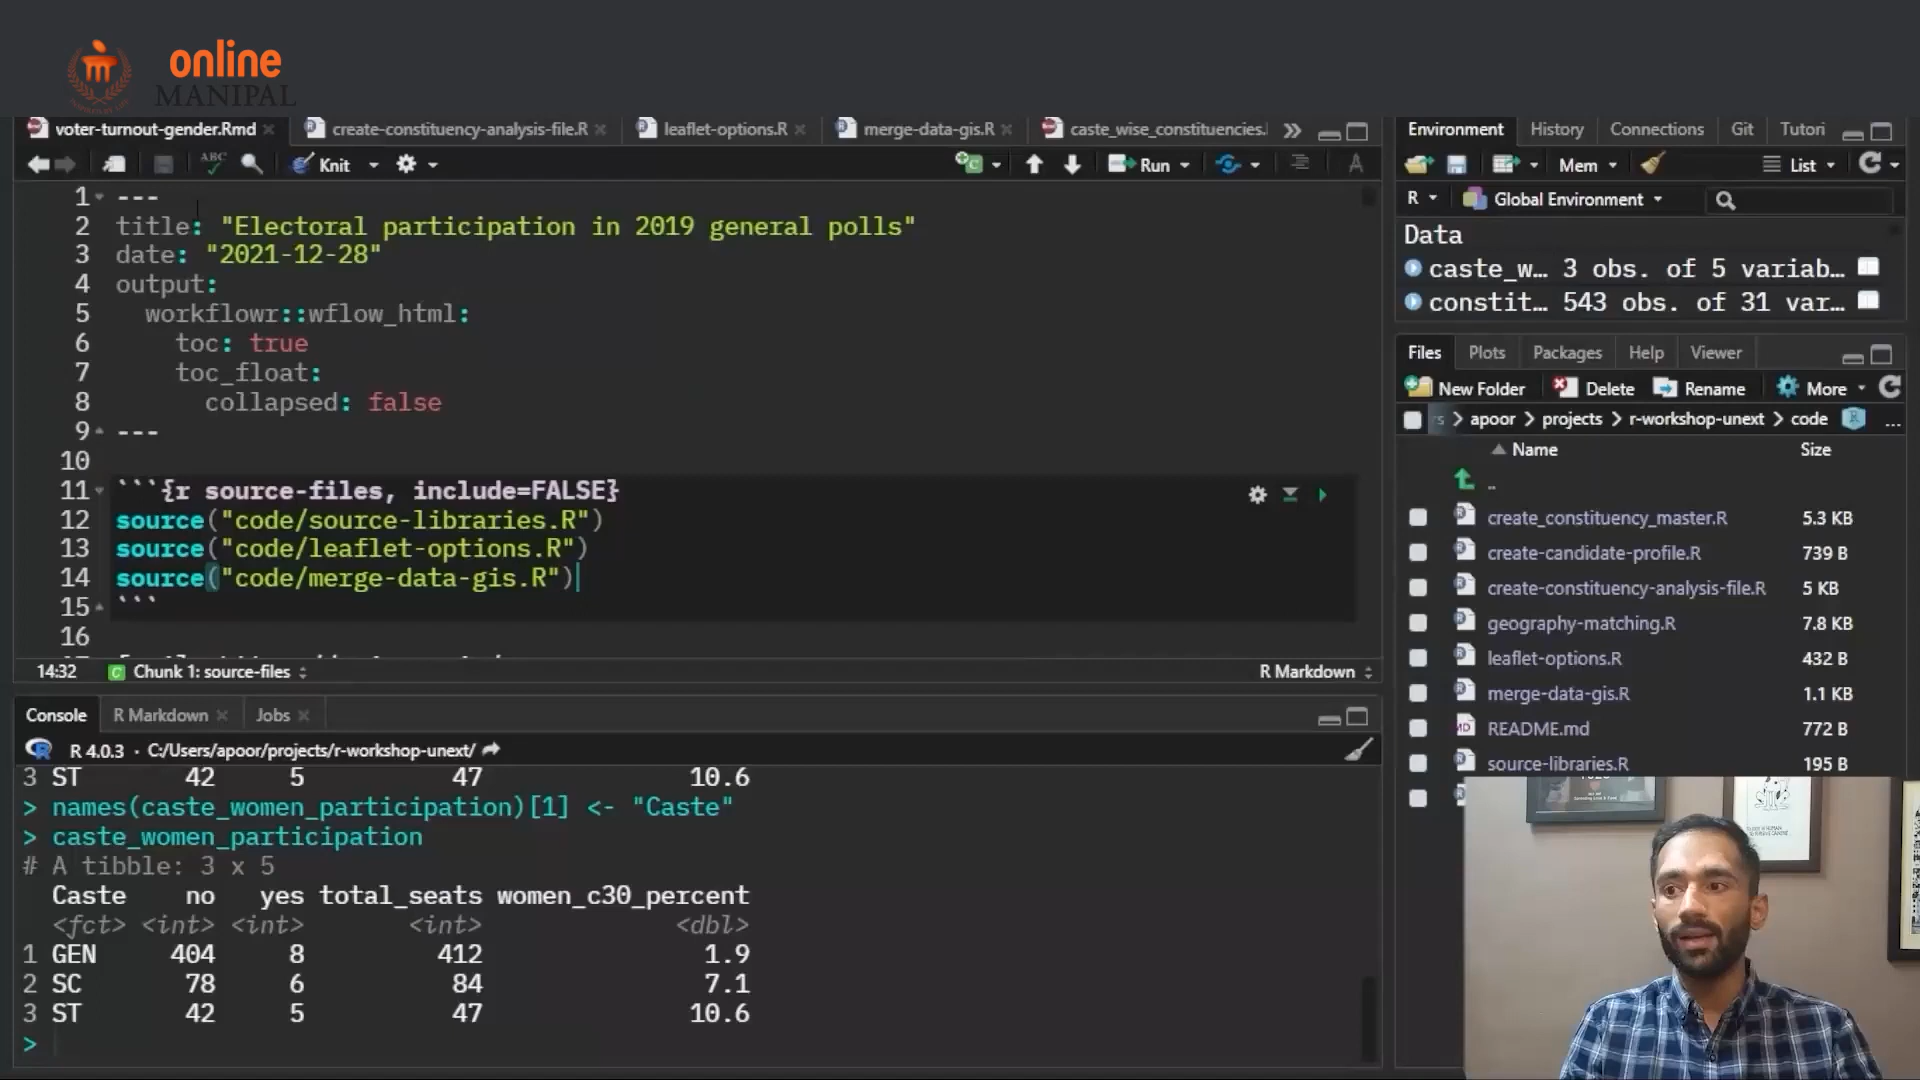 online
MANIPAL
voter-turnout-gender.Rmd
create-constituency-analysis-file.R
leaflet-options.R
merge-data-gis.R
caste_wise_constituencies.
ABC
Knit
Run
1 ---
2 title: "Electoral participation in 2019 general polls"
3 date: "2021-12-28"
4 output:
5 workflowr::wflow_html:
6 toc: true
7 toc_float:
8 collapsed: false
9 ---
10
11 ```{r source-files, include=FALSE}
12 source("code/source-libraries.R")
13 source("code/leaflet-options.R")
14 source("code/merge-data-gis.R")
15 ```
16
14:32 Chunk 1: source-files R Markdown
Console R Markdown Jobs
R 4.0.3 · C:/Users/apoor/projects/r-workshop-unext/
3 ST 42 5 47 10.6
> names(caste_women_participation)[1] <- "Caste"
> caste_women_participation
# A tibble: 3 x 5
Caste no yes total_seats women_c30_percent
<fct> <int> <int> <int> <dbl>
1 GEN 404 8 412 1.9
2 SC 78 6 84 7.1
3 ST 42 5 47 10.6
>
Environment History Connections Git Tutori
Mem List
R Global Environment
Data
caste_w… 3 obs. of 5 variab…
constit… 543 obs. of 31 var…
Files Plots Packages Help Viewer
New Folder Delete Rename More
rs > apoor > projects > r-workshop-unext > code ...
Name Size
..
create_constituency_master.R 5.3 KB
create-candidate-profile.R 739 B
create-constituency-analysis-file.R 5 KB
geography-matching.R 7.8 KB
leaflet-options.R 432 B
merge-data-gis.R 1.1 KB
README.md 772 B
source-libraries.R 195 B